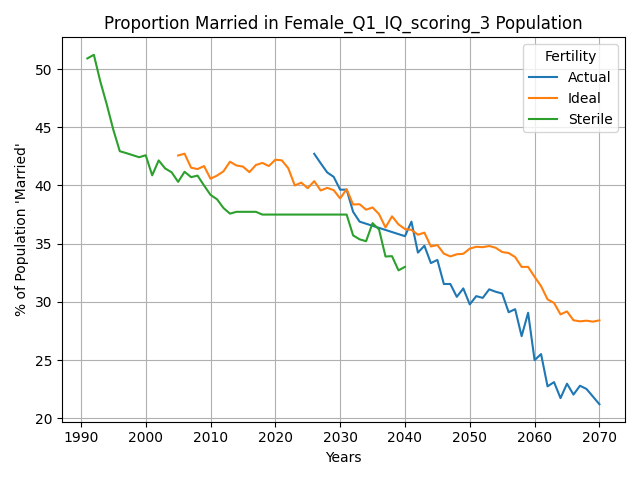 Proportion Married in Female_Q1_IQ_scoring_3 Population
% of Population 'Married'
50
45
40
35
30
25
20
Fertility
Actual
Ideal
Sterile
1990 2000 2010 2020 2030 2040 2050 2060 2070
Years